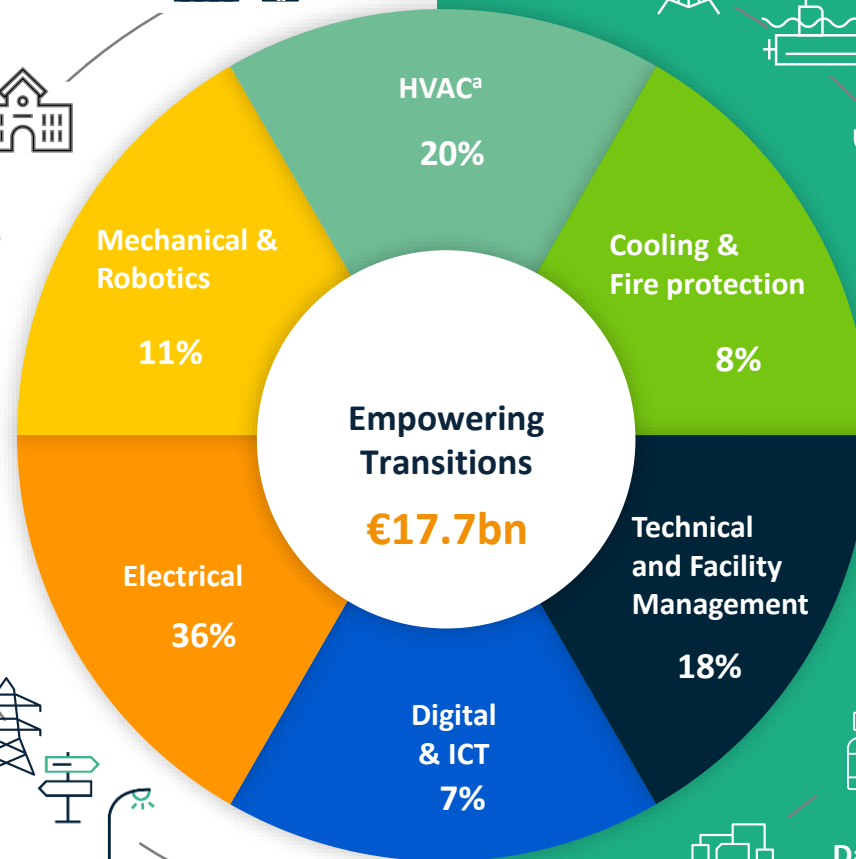 HVACᵃ
20%
Cooling &
Fire protection
8%
Technical
and Facility
Management
18%
Digital
& ICT
7%
Electrical
36%
Mechanical &
Robotics
11%
Empowering
Transitions
€17.7bn